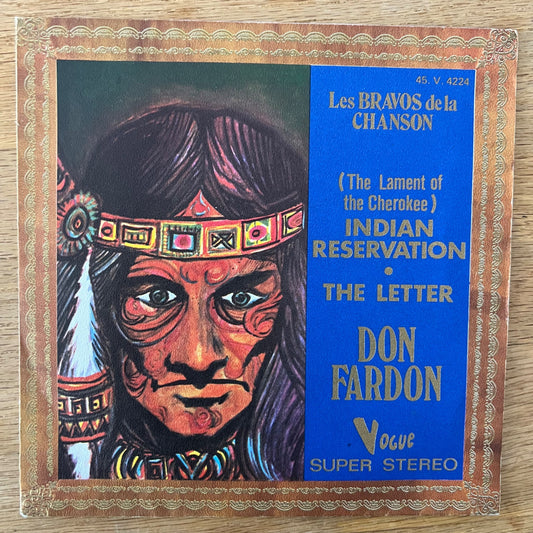 45. V. 4224
Les BRAVOS de la
CHANSON
(The Lament of
the Cherokee)
INDIAN
RESERVATION
•
THE LETTER
DON
FARDON
VOGUE
SUPER STEREO